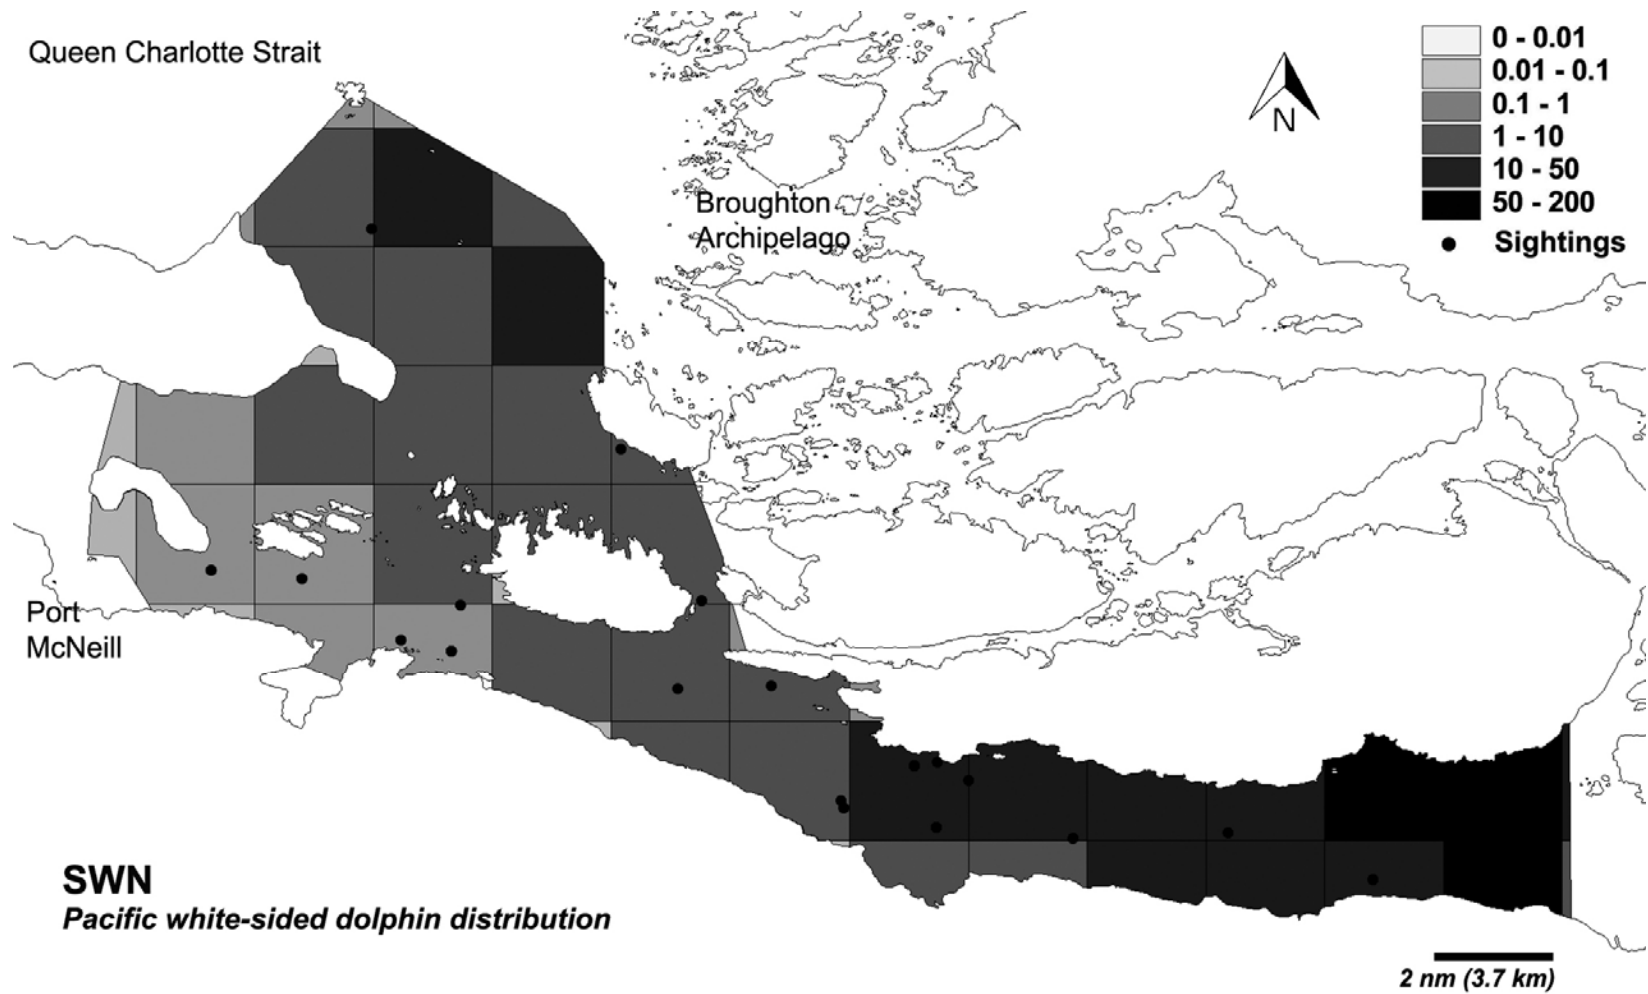 Queen Charlotte Strait
0 - 0.01
0.01 - 0.1
0.1 - 1
1 - 10
10 - 50
50 - 200
Sightings
N
Broughton
Archipelago
Port
McNeill
SWN
Pacific white-sided dolphin distribution
2 nm (3.7 km)